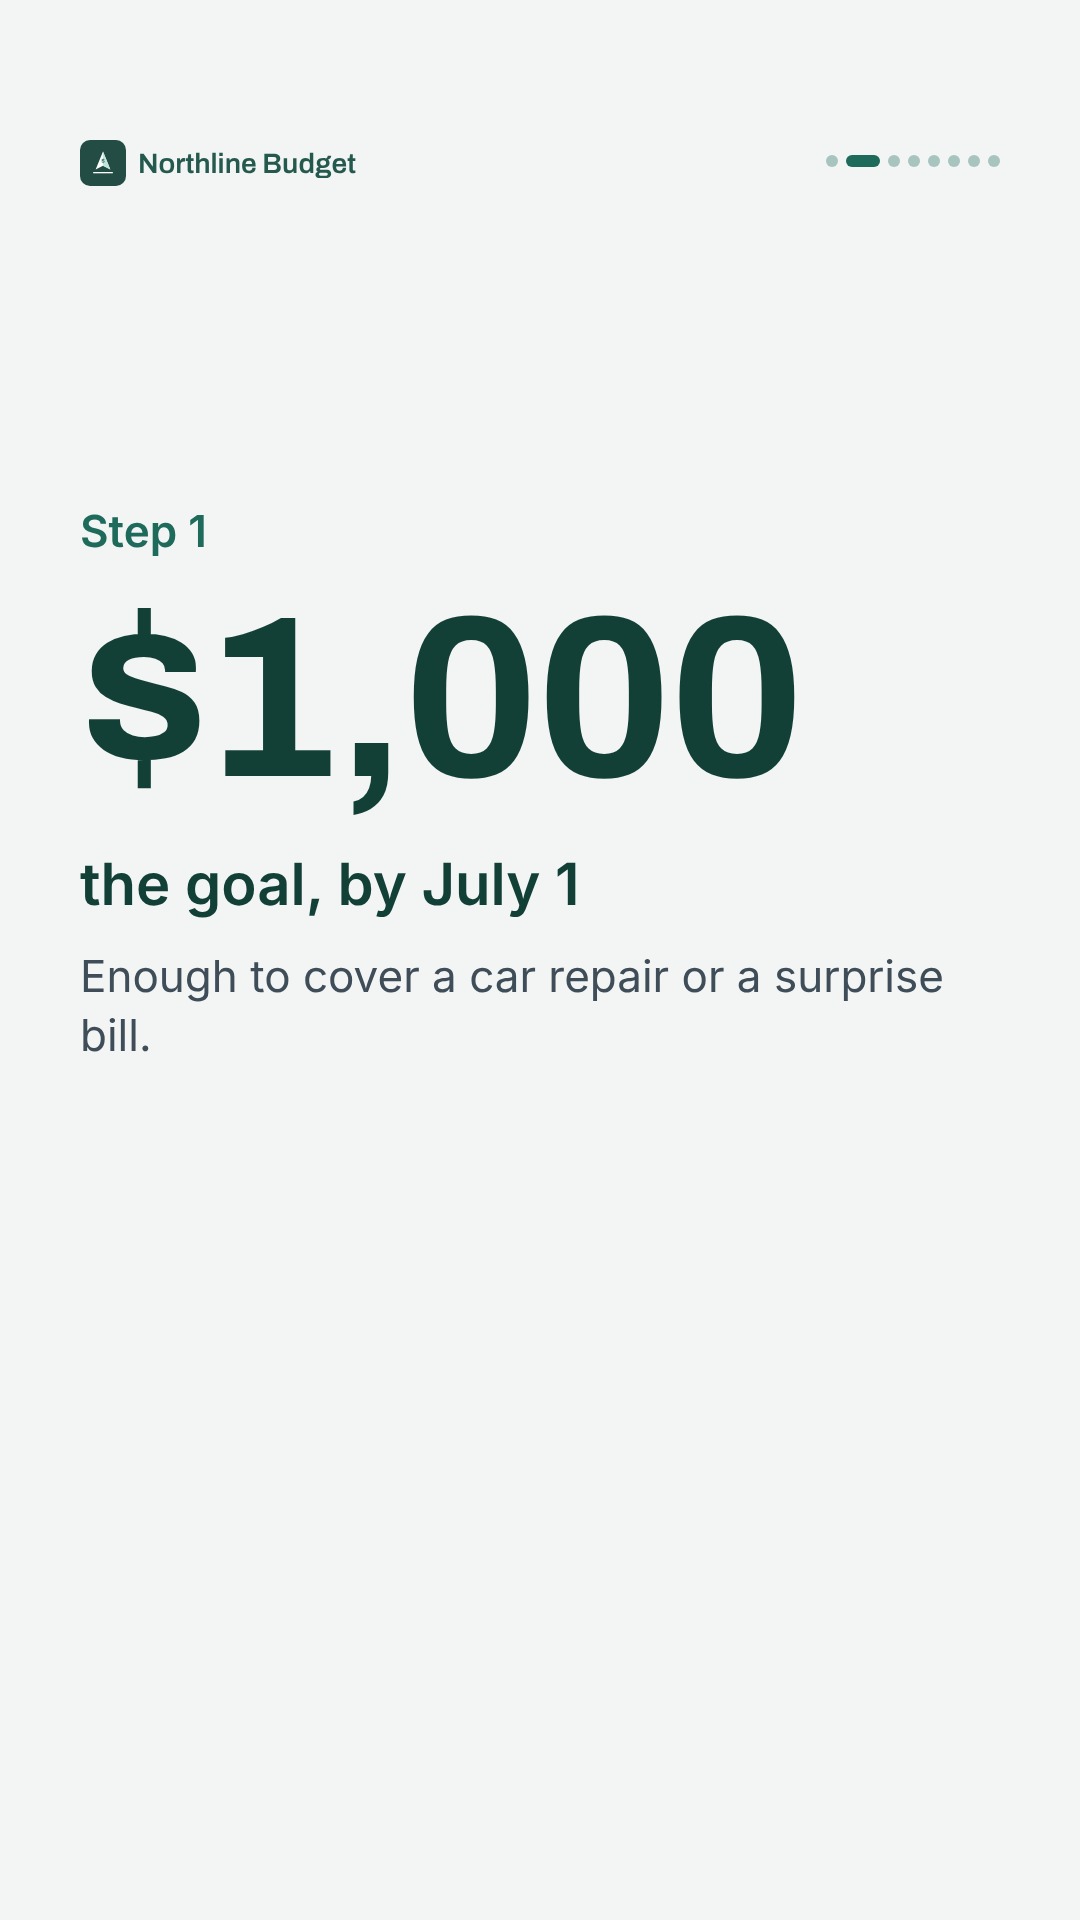 Northline Budget
Step 1
$1,000
the goal, by July 1
Enough to cover a car repair or a surprise
bill.